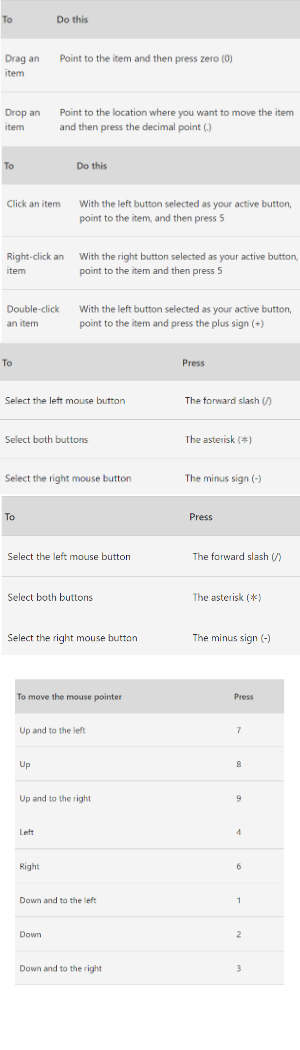 To Do this
Drag an Point to the item and then press zero (0)
item
Drop an Point to the location where you want to move the item
item and then press the decimal point (.)
To Do this
Click an item With the left button selected as your active button,
point to the item, and then press 5
Right-click an With the right button selected as your active button,
item point to the item and then press 5
Double-click With the left button selected as your active button,
an item point to the item and press the plus sign (+)
To Press
Select the left mouse button The forward slash (/)
Select both buttons The asterisk (*)
Select the right mouse button The minus sign (-)
To Press
Select the left mouse button The forward slash (/)
Select both buttons The asterisk (*)
Select the right mouse button The minus sign (-)
To move the mouse pointer Press
Up and to the left 7
Up 8
Up and to the right 9
Left 4
Right 6
Down and to the left 1
Down 2
Down and to the right 3